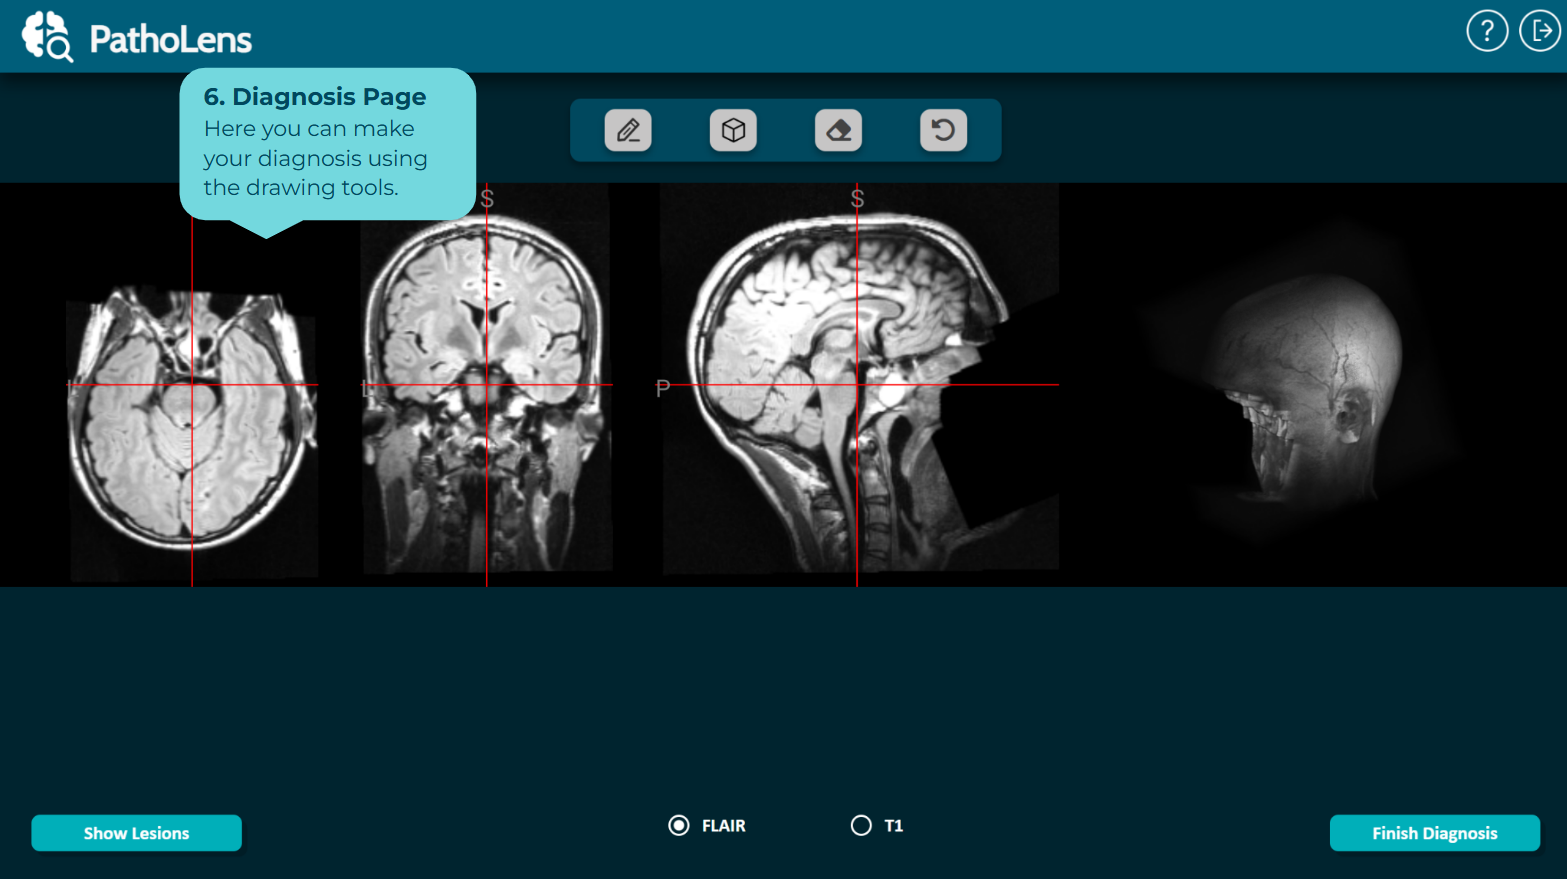 PathoLens
?
6. Diagnosis Page
Here you can make
your diagnosis using
the drawing tools.
S
S
L
P
Show Lesions
FLAIR
T1
Finish Diagnosis